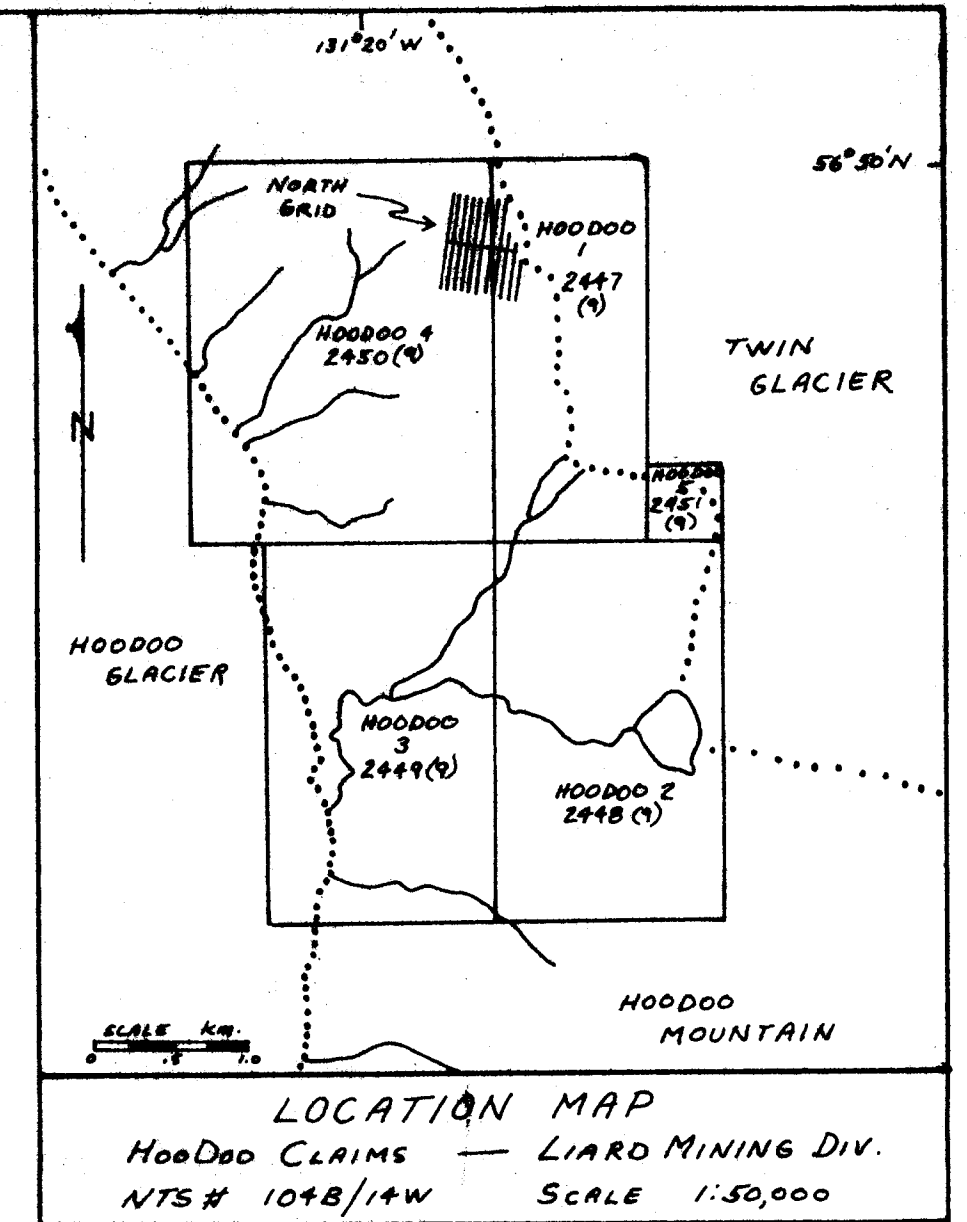 131°20'W
56°50'N
NORTH
GRID
HOODOO
1
2447
(9)
HOODOO 4
2450(9)
TWIN
GLACIER
N
HOODOO
5
2451
(9)
HOODOO
GLACIER
HOODOO
3
2449(9)
HOODOO 2
2448(9)
HOODOO
MOUNTAIN
SCALE KM.
0 .5 1.0
LOCATION MAP
HOODOO CLAIMS — LIARD MINING DIV.
NTS# 104B/14W SCALE 1:50,000